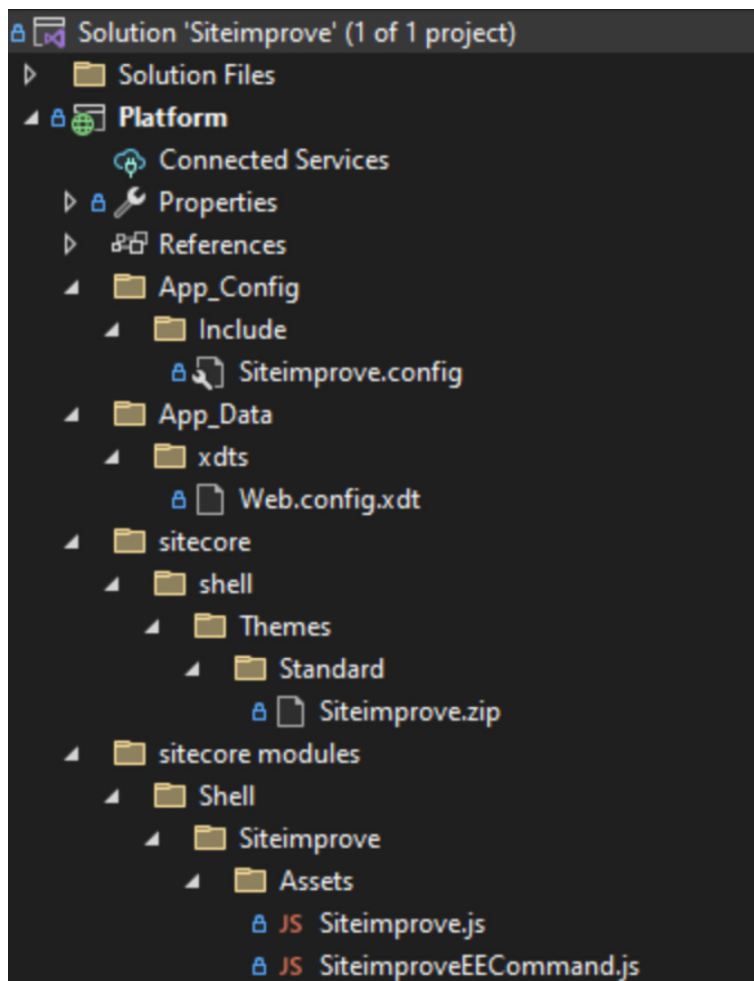 Solution 'Siteimprove' (1 of 1 project)
Solution Files
Platform
Connected Services
Properties
References
App_Config
Include
Siteimprove.config
App_Data
xdts
Web.config.xdt
sitecore
shell
Themes
Standard
Siteimprove.zip
sitecore modules
Shell
Siteimprove
Assets
JS Siteimprove.js
JS SiteimproveEECommand.js